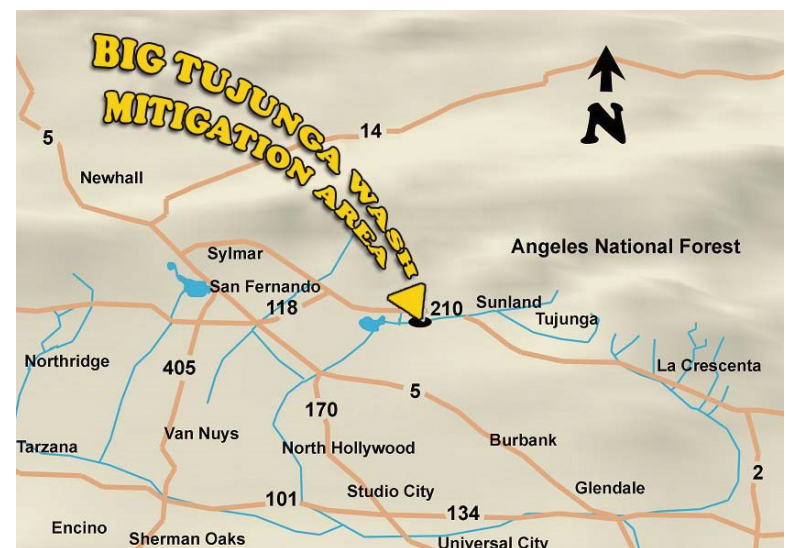 BIG TUJUNGA WASH
MITIGATION AREA
N
14
5
Newhall
Angeles National Forest
Sylmar
San Fernando
118
210
Sunland
Tujunga
Northridge
405
La Crescenta
5
170
Van Nuys
Tarzana
North Hollywood
Burbank
2
Studio City
Glendale
101
134
Encino
Sherman Oaks
Universal City